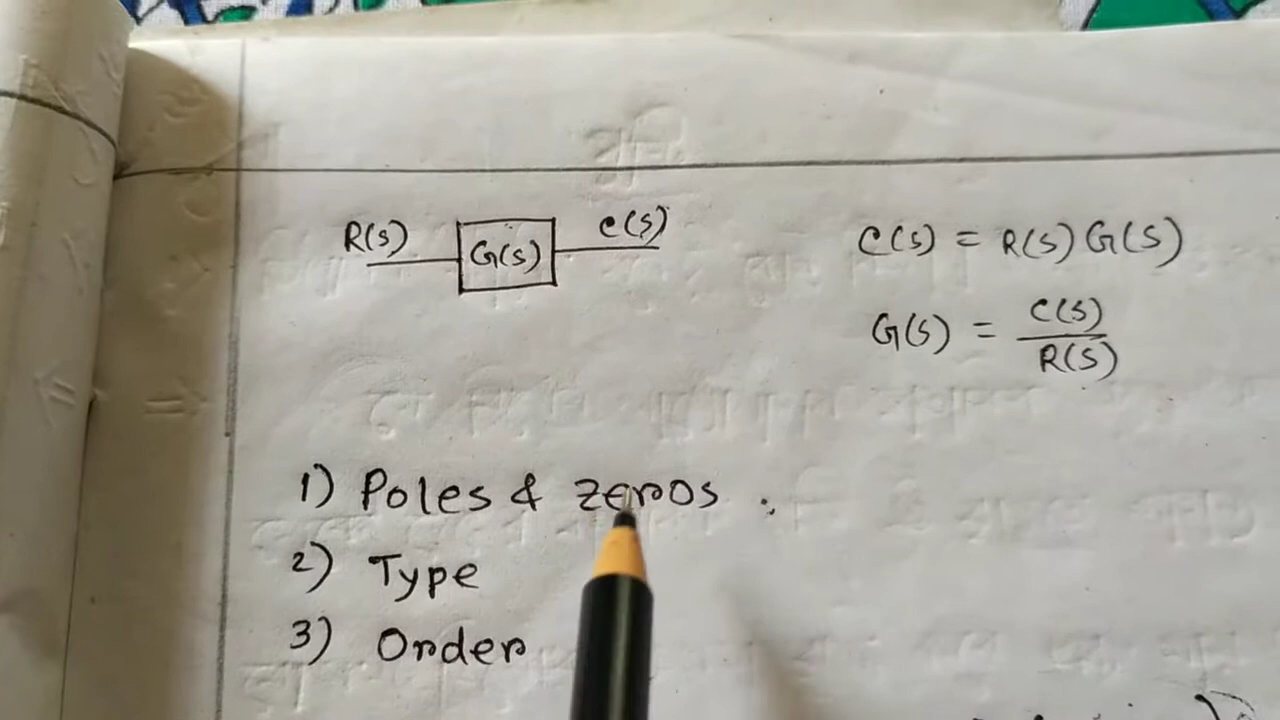 R(s) G(s) C(s)
C(s) = R(s) G(s)
G(s) = C(s) / R(s)
1) Poles & zeros .
2) Type
3) Order